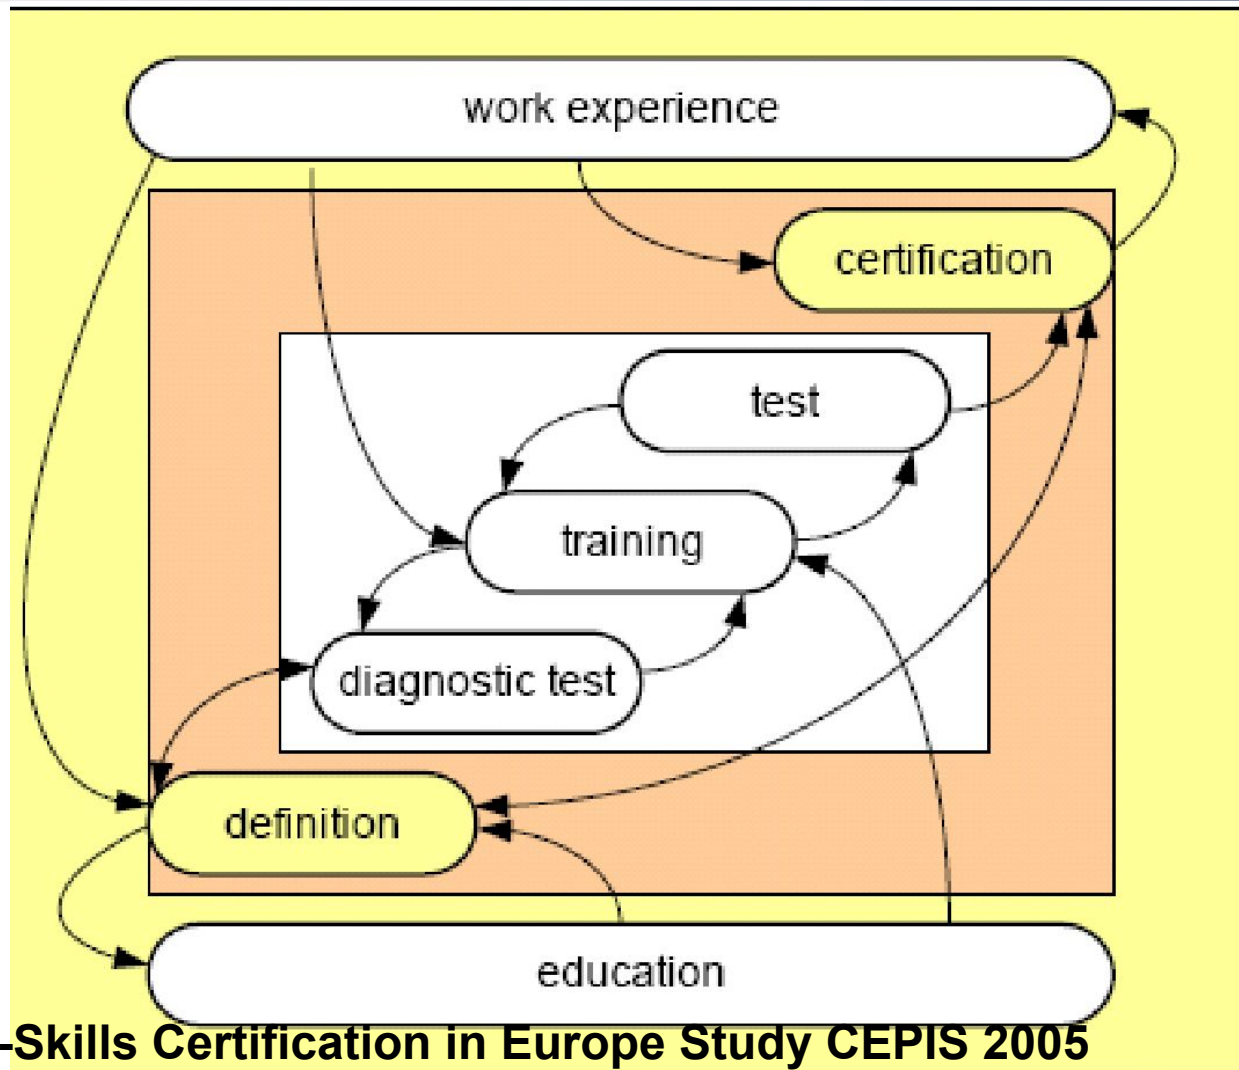 work experience
certification
test
training
diagnostic test
definition
education
-Skills Certification in Europe Study CEPIS 2005